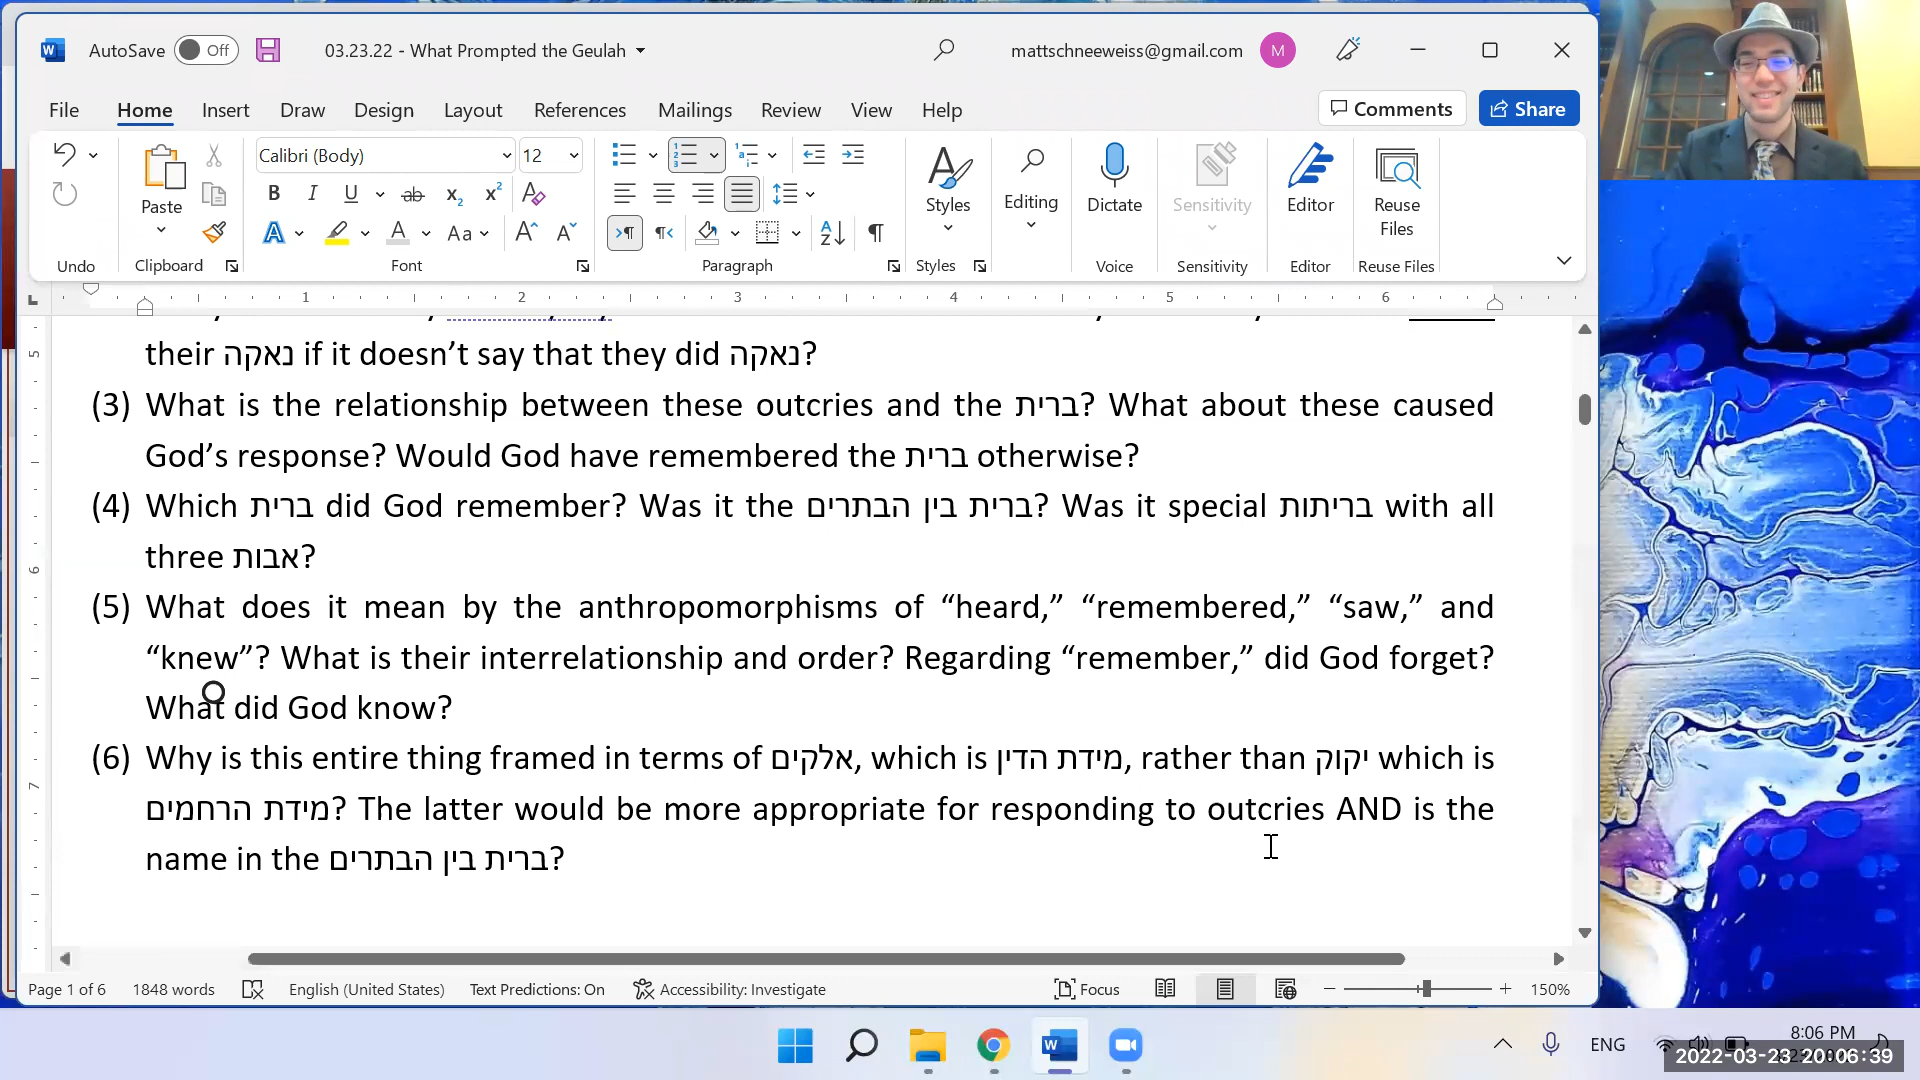 AutoSave Off 03.23.22 - What Prompted the Geulah mattschneeweiss@gmail.com M
File Home Insert Draw Design Layout References Mailings Review View Help Comments Share
Calibri (Body) 12
Paste Styles Editing Dictate Sensitivity Editor Reuse Files
Undo Clipboard Font Paragraph Styles Voice Sensitivity Editor Reuse Files
1 2 3 4 5 6
their נאקה if it doesn’t say that they did נאקה?
(3) What is the relationship between these outcries and the ברית? What about these caused
God’s response? Would God have remembered the ברית otherwise?
(4) Which ברית did God remember? Was it the ברית בין הבתרים? Was it special בריתות with all
three אבות?
(5) What does it mean by the anthropomorphisms of “heard,” “remembered,” “saw,” and
“knew”? What is their interrelationship and order? Regarding “remember,” did God forget?
What did God know?
(6) Why is this entire thing framed in terms of אלקים, which is מידת הדין, rather than יקוק which is
מידת הרחמים? The latter would be more appropriate for responding to outcries AND is the
name in the ברית בין הבתרים?
Page 1 of 6 1848 words English (United States) Text Predictions: On Accessibility: Investigate Focus 150%
ENG 8:06 PM
2022-03-23 20:06:39